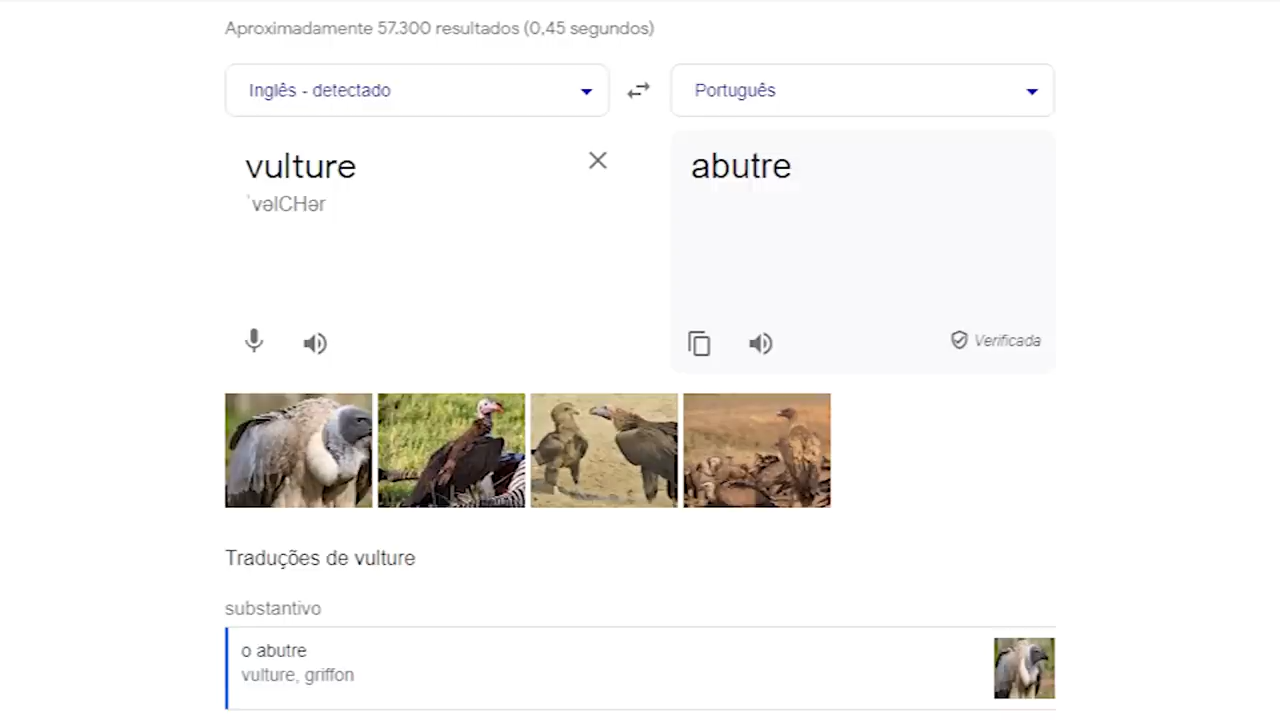 Aproximadamente 57.300 resultados (0,45 segundos)
Inglês - detectado
Português
vulture
ˈvəlCHər
abutre
Verificada
Traduções de vulture
substantivo
o abutre
vulture, griffon